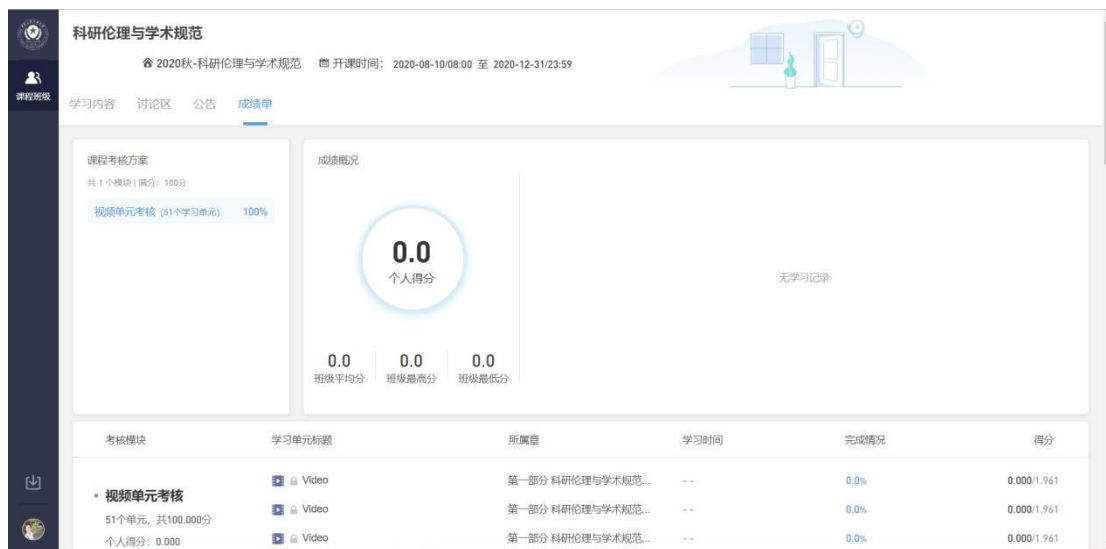 科研伦理与学术规范
2020秋-科研伦理与学术规范 开课时间： 2020-08-10/08:00 至 2020-12-31/23:59
课程班级
学习内容 讨论区 公告 成绩单
课程考核方案
共 1 个模块 | 满分：100分
视频单元考核 (51个学习单元) 100%
成绩概况
0.0
个人得分
无学习记录
0.0 0.0 0.0
班级平均分 班级最高分 班级最低分
考核模块 学习单元标题 所属章 学习时间 完成情况 得分
视频单元考核
51个单元，共100.000分
个人得分：0.000
Video 第一部分 科研伦理与学术规范... -- 0.0% 0.000/1.961
Video 第一部分 科研伦理与学术规范... -- 0.0% 0.000/1.961
Video 第一部分 科研伦理与学术规范... -- 0.0% 0.000/1.961